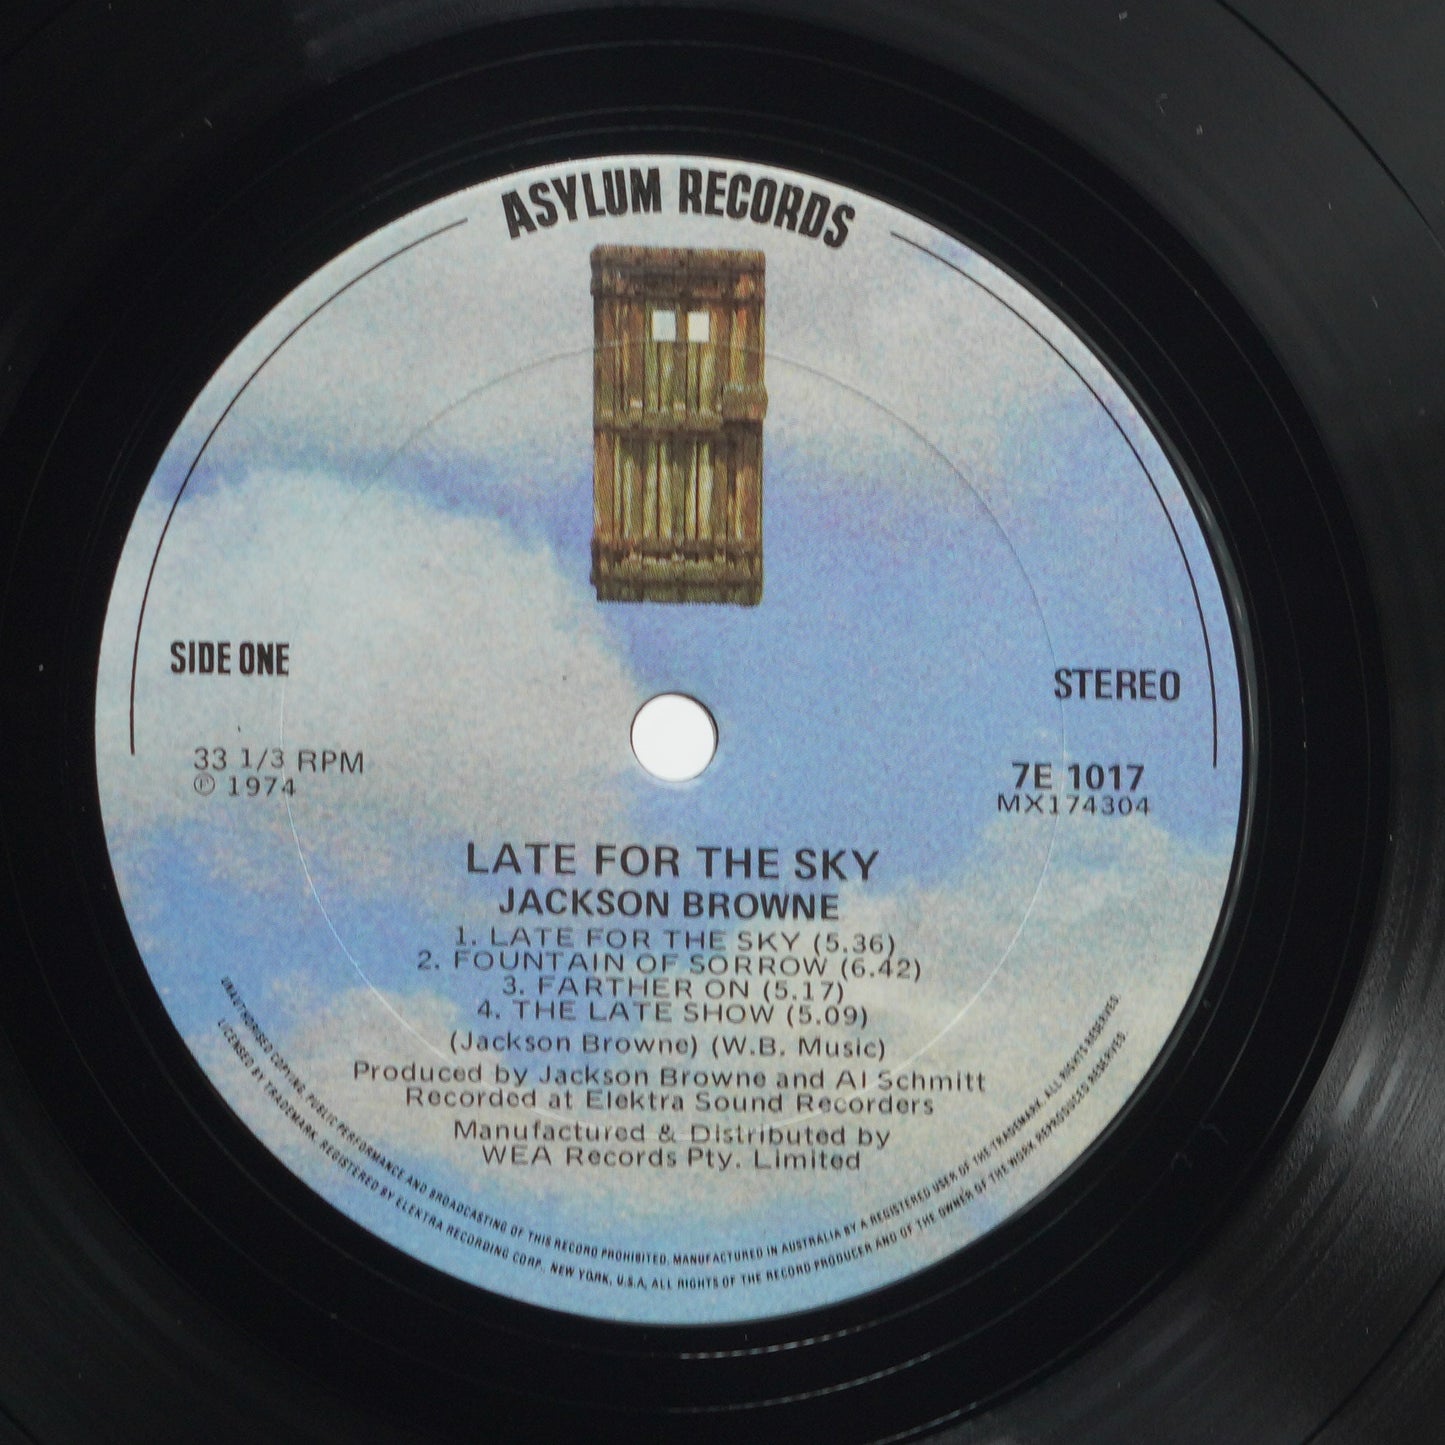 ASYLUM RECORDS
SIDE ONE
STEREO
33 1/3 RPM
℗ 1974
7E 1017
MX174304
LATE FOR THE SKY
JACKSON BROWNE
1. LATE FOR THE SKY (5.36)
2. FOUNTAIN OF SORROW (6.42)
3. FARTHER ON (5.17)
4. THE LATE SHOW (5.09)
(Jackson Browne) (W.B. Music)
Produced by Jackson Browne and Al Schmitt
Recorded at Elektra Sound Recorders
Manufactured & Distributed by
WEA Records Pty. Limited
UNAUTHORISED COPYING, PUBLIC PERFORMANCE AND BROADCASTING OF THIS RECORD PROHIBITED. MANUFACTURED IN AUSTRALIA BY A REGISTERED USER OF THE TRADEMARK. ALL RIGHTS RESERVED.
LICENSED BY TRADEMARK. REGISTERED BY ELEKTRA RECORDING CORP., NEW YORK, U.S.A. ALL RIGHTS OF THE RECORD PRODUCER AND OF THE OWNER OF THE WORK REPRODUCED RESERVED.